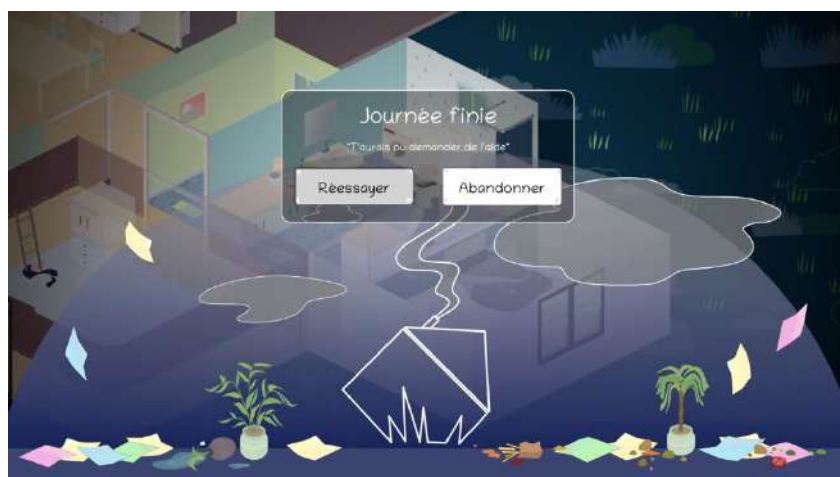 Journée finie
"T'aurais pu demander de l'aide"
Réessayer
Abandonner